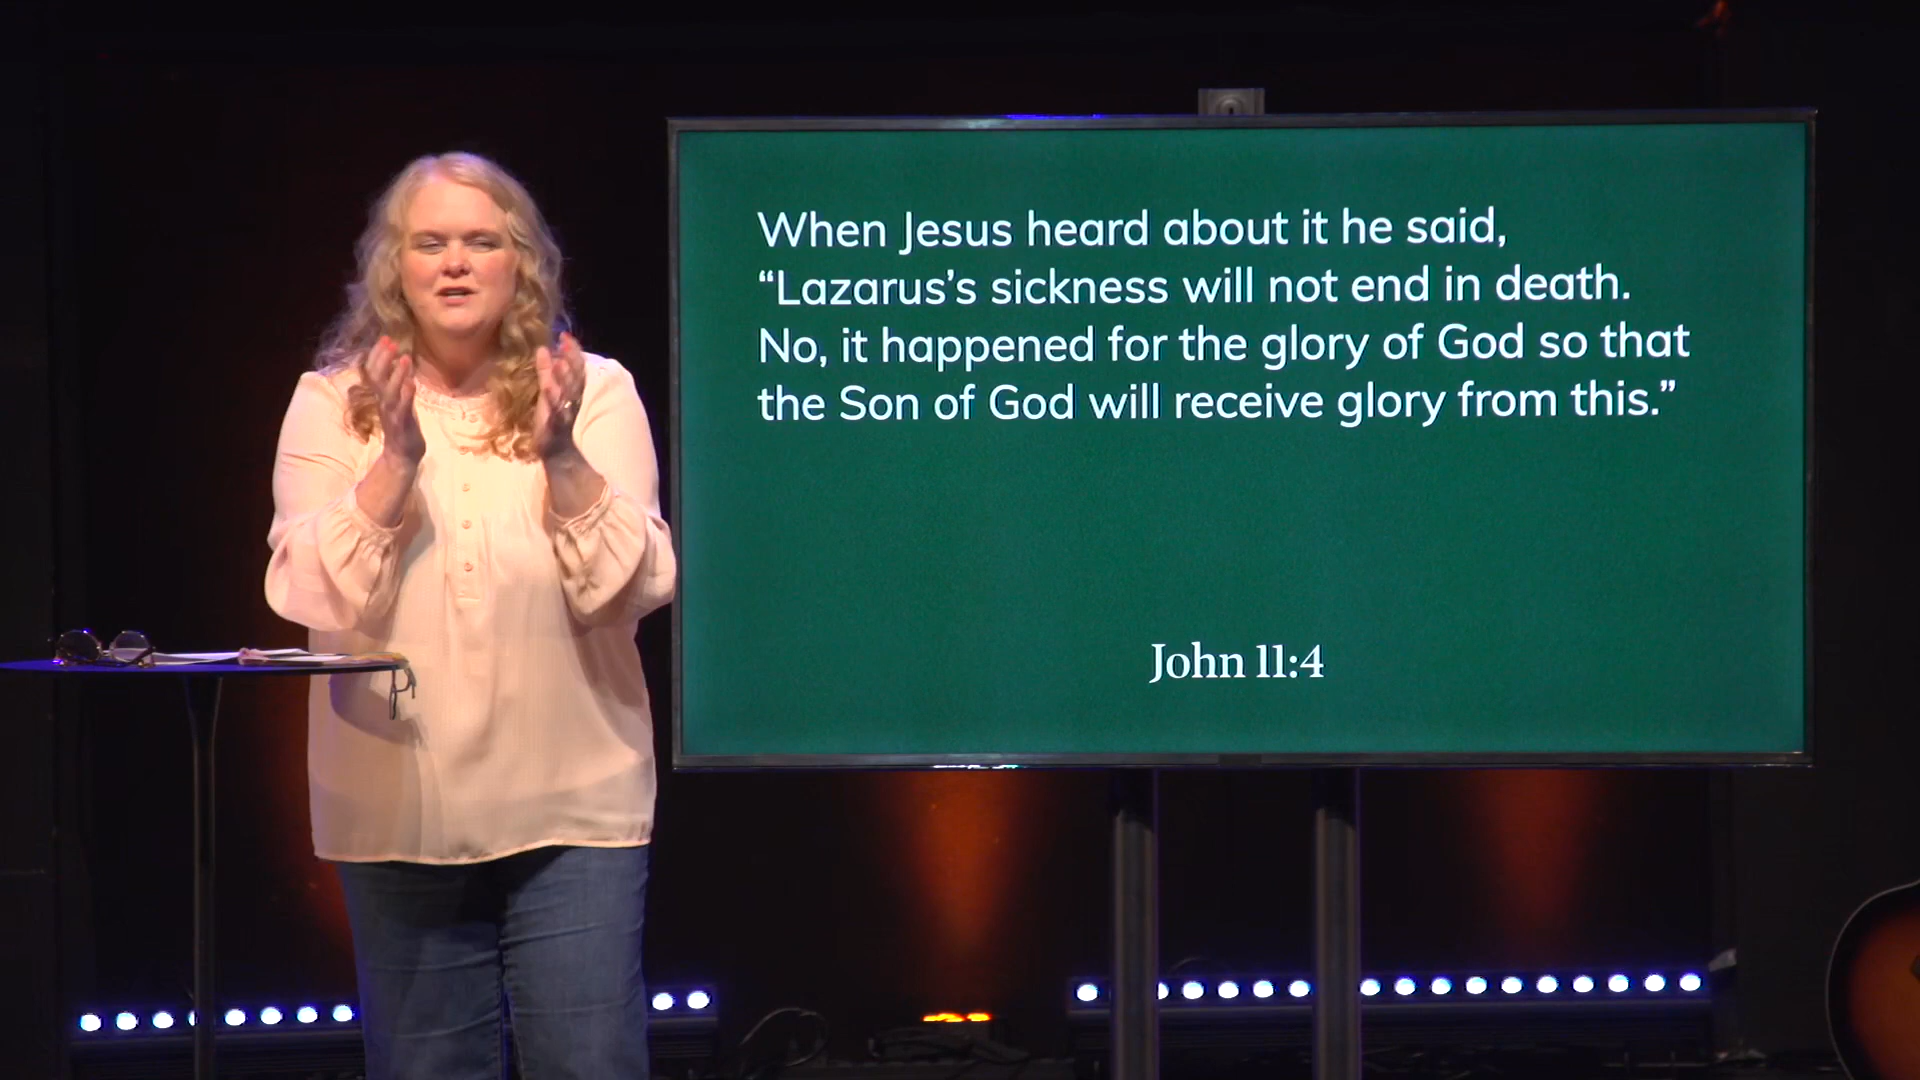 When Jesus heard about it he said,
“Lazarus’s sickness will not end in death.
No, it happened for the glory of God so that
the Son of God will receive glory from this.”
John 11:4